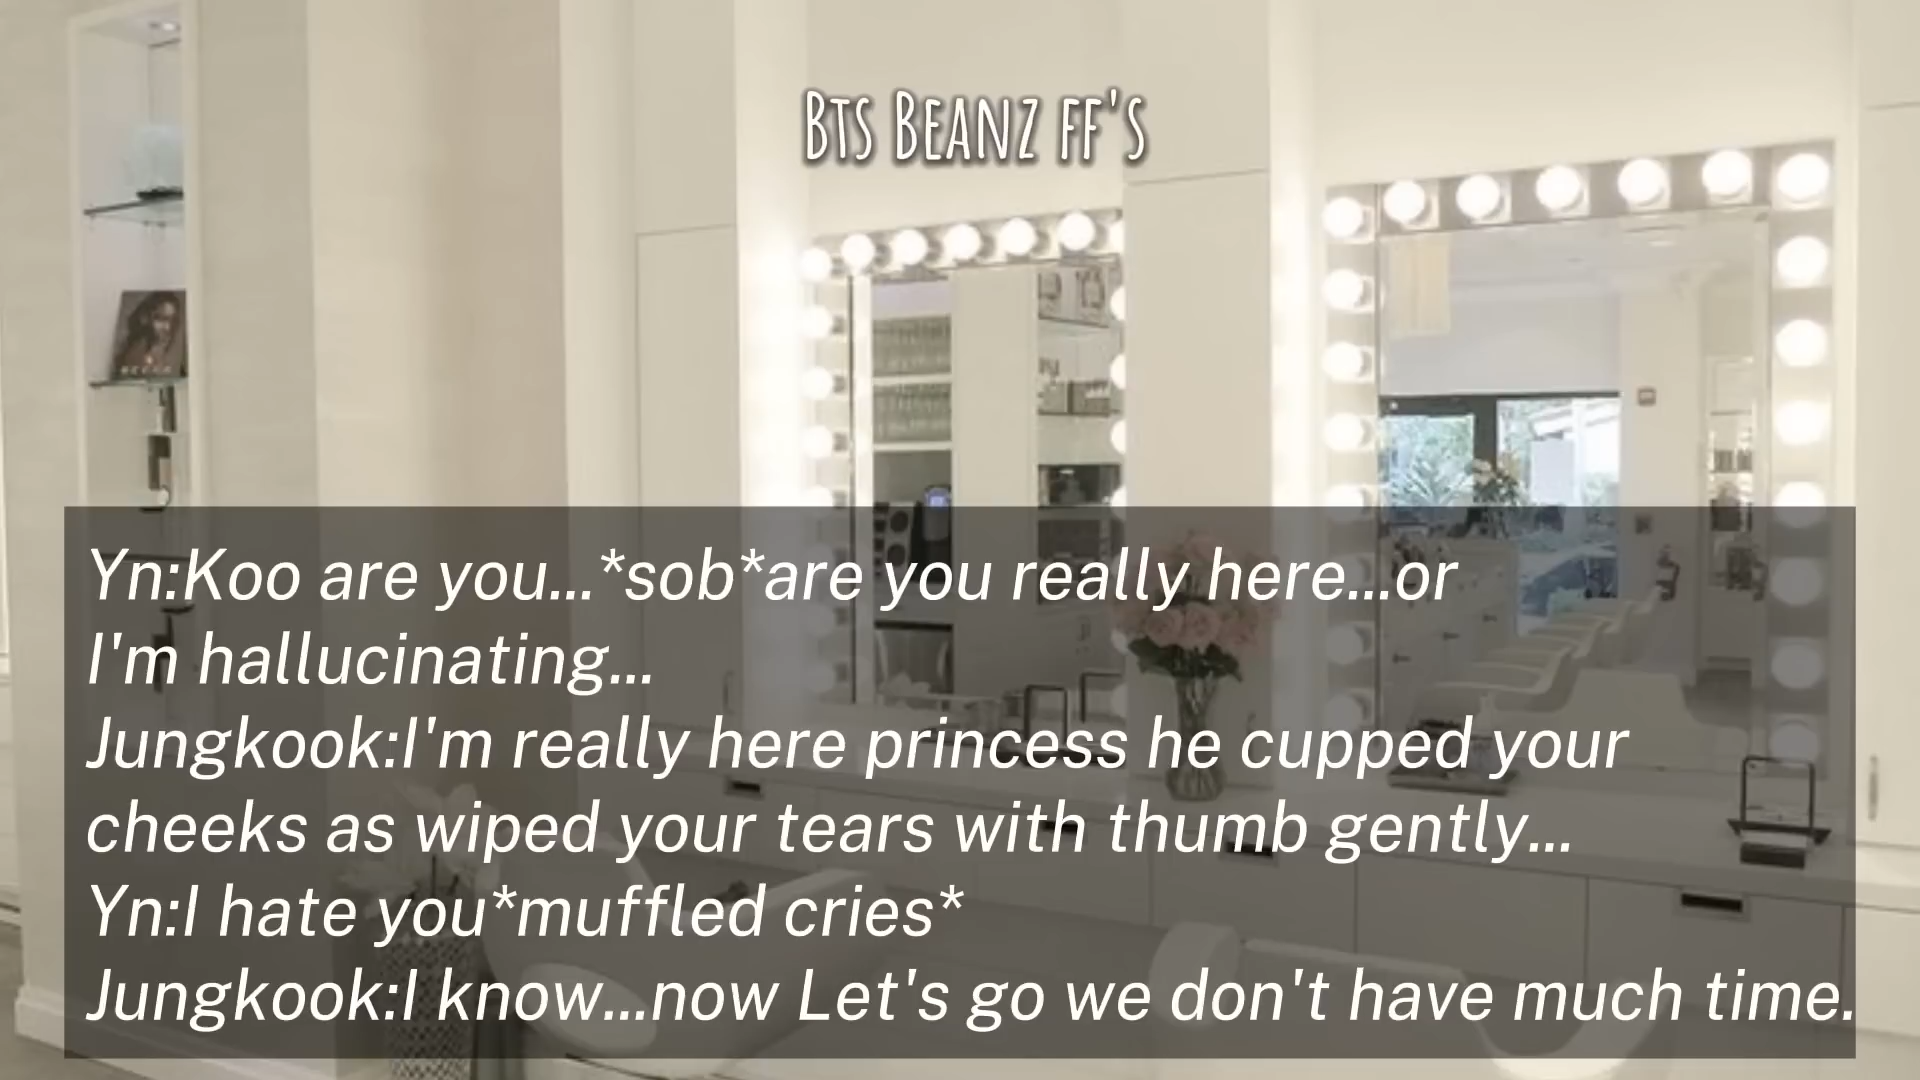 Bts Beanz ff's
Yn:Koo are you...*sob*are you really here...or
I'm hallucinating...
Jungkook:I'm really here princess he cupped your
cheeks as wiped your tears with thumb gently...
Yn:I hate you*muffled cries*
Jungkook:I know...now Let's go we don't have much time.